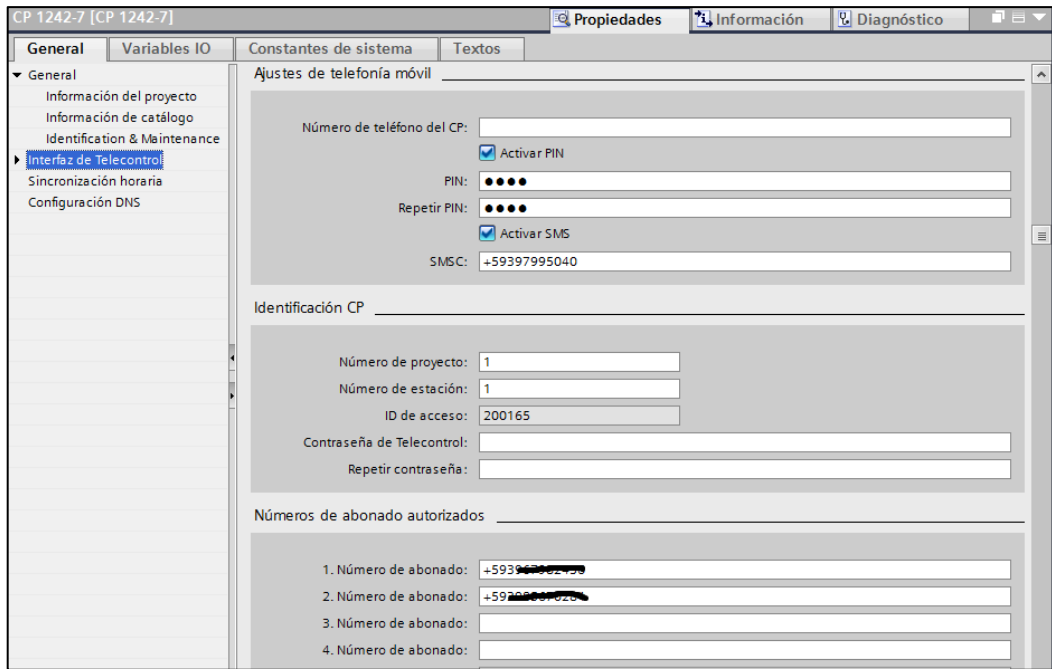 CP 1242-7 [CP 1242-7]
Propiedades
Información
Diagnóstico
General
Variables IO
Constantes de sistema
Textos
General
Información del proyecto
Información de catálogo
Identification & Maintenance
Interfaz de Telecontrol
Sincronización horaria
Configuración DNS
Ajustes de telefonía móvil
Número de teléfono del CP:
Activar PIN
PIN: ●●●●
Repetir PIN: ●●●●
Activar SMS
SMSC: +59397995040
Identificación CP
Número de proyecto: 1
Número de estación: 1
ID de acceso: 200165
Contraseña de Telecontrol:
Repetir contraseña:
Números de abonado autorizados
1. Número de abonado: +593
2. Número de abonado: +59
3. Número de abonado:
4. Número de abonado: